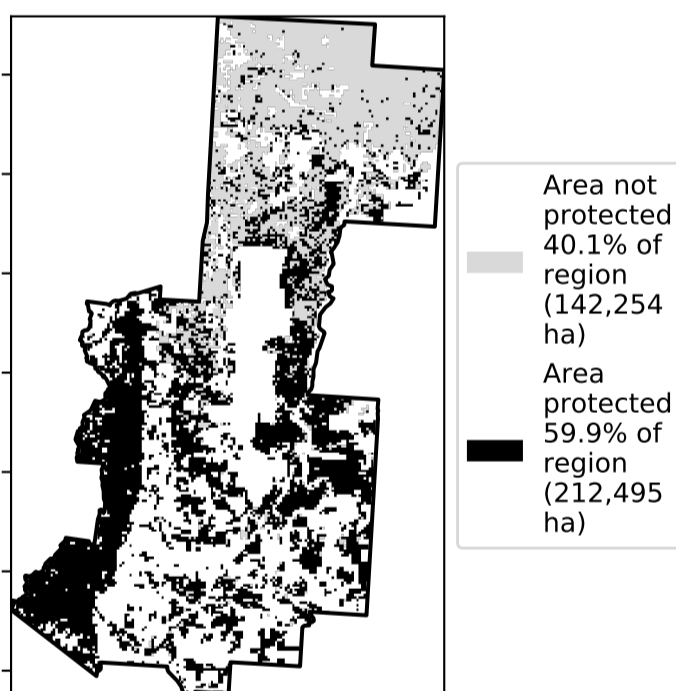 Area not
protected
40.1% of
region
(142,254
ha)
Area
protected
59.9% of
region
(212,495
ha)